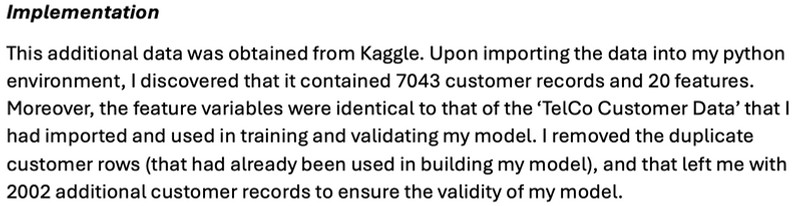 Implementation
This additional data was obtained from Kaggle. Upon importing the data into my python
environment, I discovered that it contained 7043 customer records and 20 features.
Moreover, the feature variables were identical to that of the ‘TelCo Customer Data’ that I
had imported and used in training and validating my model. I removed the duplicate
customer rows (that had already been used in building my model), and that left me with
2002 additional customer records to ensure the validity of my model.